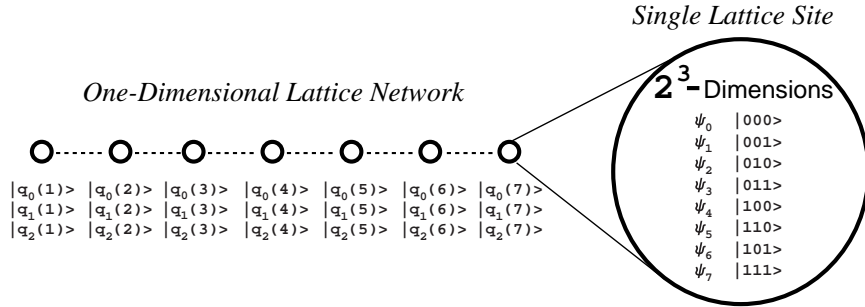 Single Lattice Site
One-Dimensional Lattice Network
2³-Dimensions
ψ₀ |000>
ψ₁ |001>
ψ₂ |010>
ψ₃ |011>
ψ₄ |100>
ψ₅ |110>
ψ₆ |101>
ψ₇ |111>
|q₀(1)> |q₀(2)> |q₀(3)> |q₀(4)> |q₀(5)> |q₀(6)> |q₀(7)>
|q₁(1)> |q₁(2)> |q₁(3)> |q₁(4)> |q₁(5)> |q₁(6)> |q₁(7)>
|q₂(1)> |q₂(2)> |q₂(3)> |q₂(4)> |q₂(5)> |q₂(6)> |q₂(7)>